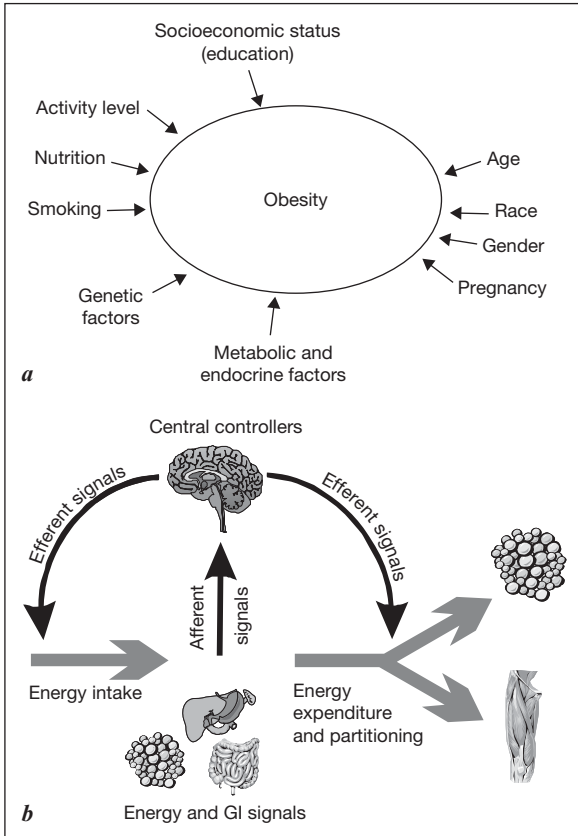 Socioeconomic status
(education)
Activity level
Nutrition
Smoking
Genetic
factors
Metabolic and
endocrine factors
Obesity
Age
Race
Gender
Pregnancy
a
Central controllers
Efferent signals
Efferent signals
Afferent
signals
Energy intake
Energy
expenditure
and partitioning
Energy and GI signals
b